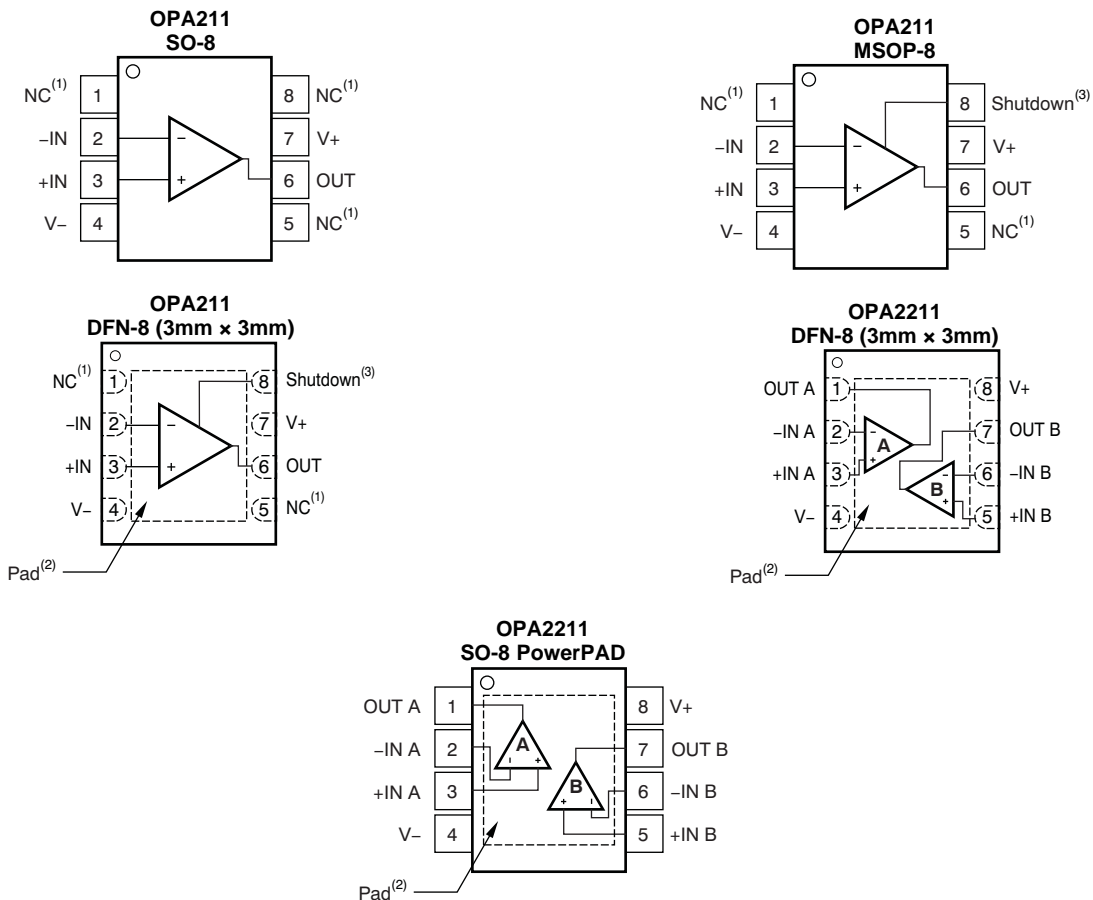 OPA211
SO-8
NC(1) 1 8 NC(1)
−IN 2 − 7 V+
+IN 3 + 6 OUT
V− 4 5 NC(1)
OPA211
MSOP-8
NC(1) 1 8 Shutdown(3)
−IN 2 − 7 V+
+IN 3 + 6 OUT
V− 4 5 NC(1)
OPA211
DFN-8 (3mm × 3mm)
NC(1) 1 8 Shutdown(3)
−IN 2 − 7 V+
+IN 3 + 6 OUT
V− 4 5 NC(1)
Pad(2)
OPA2211
DFN-8 (3mm × 3mm)
OUT A 1 8 V+
−IN A 2 − A 7 OUT B
+IN A 3 + B − 6 −IN B
V− 4 + 5 +IN B
Pad(2)
OPA2211
SO-8 PowerPAD
OUT A 1 8 V+
−IN A 2 A − + 7 OUT B
+IN A 3 B + − 6 −IN B
V− 4 5 +IN B
Pad(2)